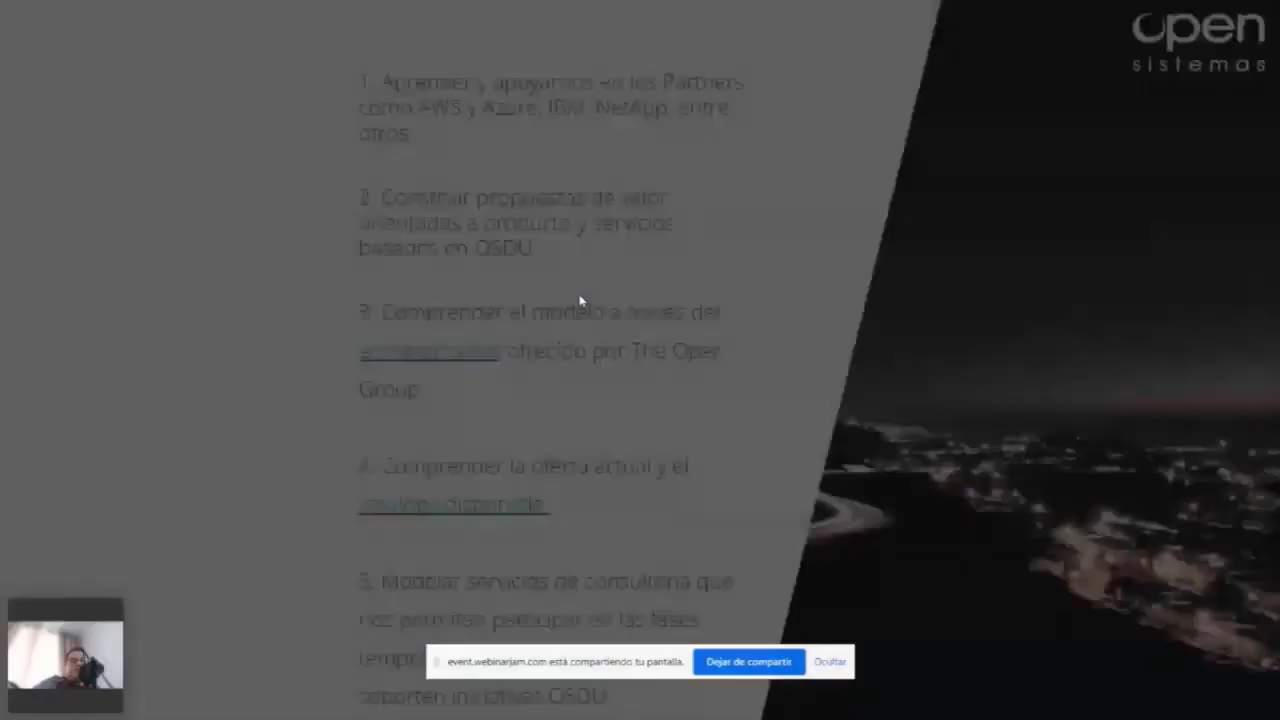 open
sistemas
1. Aprender y apoyarnos en los Partners
como AWS y Azure, IBM, NetApp, entre
otros
2. Construir propuestas de valor
orientadas a producto y servicios
basados en OSDU
3. Comprender el modelo a través del
ofrecido por The Open
Group
4. Comprender la oferta actual y el
disponible
5. Modelar servicios de consultoría que
nos permitan participar en las fases
soporten iniciativas OSDU
event.webinarjam.com está compartiendo tu pantalla.
Dejar de compartir
Ocultar